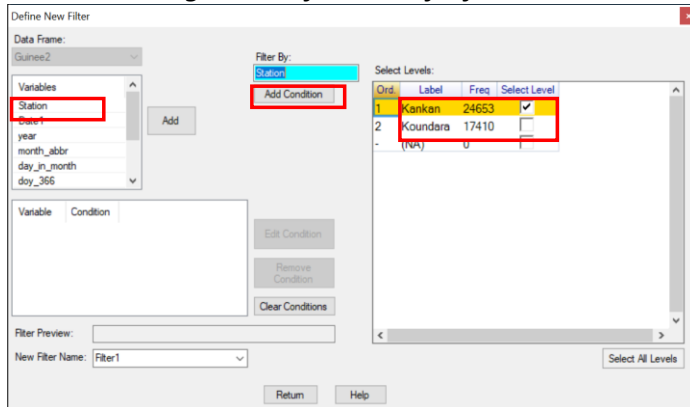 Define New Filter
Data Frame:
Guinee2
Filter By:
Station
Select Levels:
Variables
Station
Date1
year
month_abbr
day_in_month
doy_366
Add
Add Condition
Ord. Label Freq Select Level
1 Kankan 24653
2 Koundara 17410
- (NA) 0
Variable Condition
Edit Condition
Remove
Condition
Clear Conditions
Filter Preview:
New Filter Name: Filter1
Select All Levels
Return Help